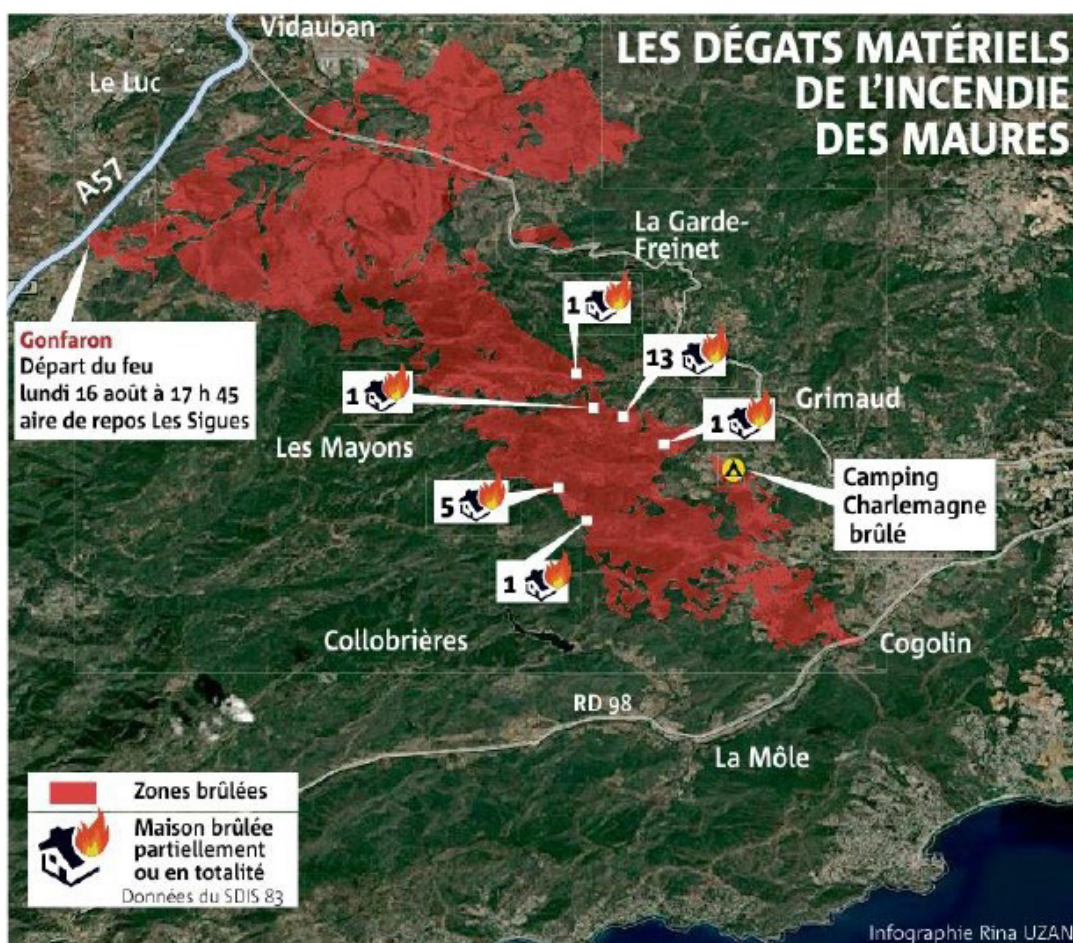 LES DÉGATS MATÉRIELS
DE L'INCENDIE
DES MAURES
Vidauban
Le Luc
A57
La Garde-
Freinet
Gonfaron
Départ du feu
lundi 16 août à 17 h 45
aire de repos Les Sigues
1
13
1
1
Grimaud
Les Mayons
Camping
Charlemagne
brûlé
5
1
Collobrières
Cogolin
RD 98
La Môle
Zones brûlées
Maison brûlée
partiellement
ou en totalité
Données du SDIS 83
Infographie Rina UZAN